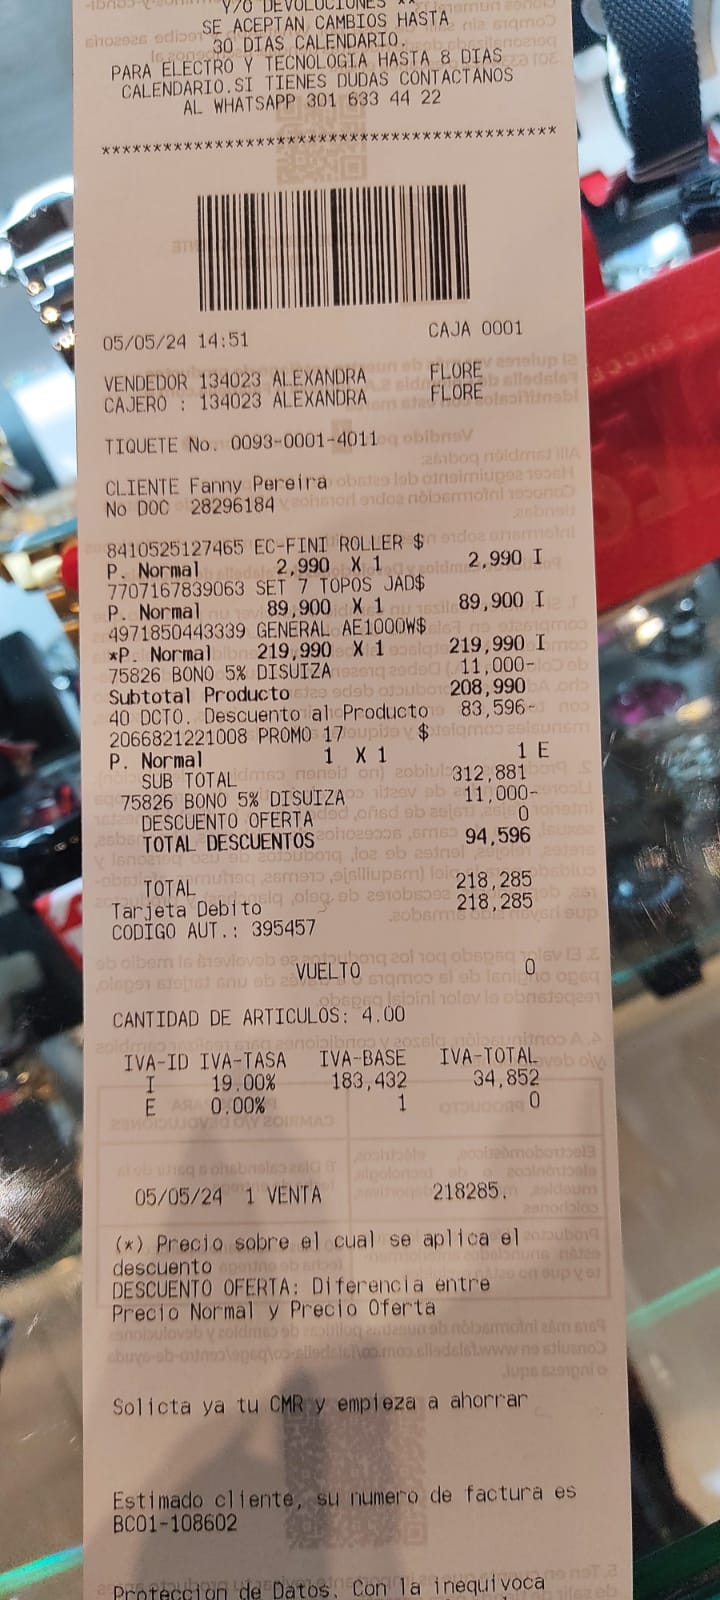 Y/O DEVOLUCIONES **
SE ACEPTAN CAMBIOS HASTA
30 DIAS CALENDARIO.
PARA ELECTRO Y TECNOLOGIA HASTA 8 DIAS
CALENDARIO.SI TIENES DUDAS CONTACTANOS
AL WHATSAPP 301 633 44 22
********************************************
05/05/24 14:51 CAJA 0001
VENDEDOR 134023 ALEXANDRA FLORE
CAJERO : 134023 ALEXANDRA FLORE
TIQUETE No. 0093-0001-4011
CLIENTE Fanny Pereira
No DOC 28296184
8410525127465 EC-FINI ROLLER $
P. Normal 2,990 X 1 2,990 I
7707167839063 SET 7 TOPOS JAD$
P. Normal 89,900 X 1 89,900 I
4971850443339 GENERAL AE1000W$
*P. Normal 219,990 X 1 219,990 I
75826 BONO 5% DISUIZA 11,000-
Subtotal Producto 208,990
40 DCTO. Descuento al Producto 83,596-
2066821221008 PROMO 17 $
P. Normal 1 X 1 1 E
SUB TOTAL 312,881
75826 BONO 5% DISUIZA 11,000-
DESCUENTO OFERTA 0
TOTAL DESCUENTOS 94,596
TOTAL 218,285
Tarjeta Debito 218,285
CODIGO AUT.: 395457
VUELTO 0
CANTIDAD DE ARTICULOS: 4.00
IVA-ID IVA-TASA IVA-BASE IVA-TOTAL
I 19.00% 183,432 34,852
E 0.00% 1 0
05/05/24 1 VENTA 218285.
(*) Precio sobre el cual se aplica el
descuento
DESCUENTO OFERTA: Diferencia entre
Precio Normal y Precio Oferta
Solicta ya tu CMR y empieza a ahorrar
Estimado cliente, su numero de factura es
BC01-108602
Proteccion de Datos. Con la inequivoca